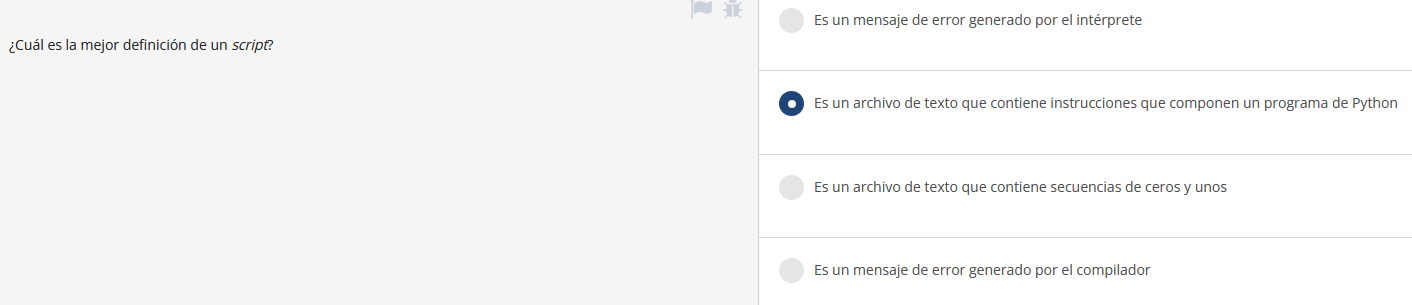 ¿Cuál es la mejor definición de un script?
Es un mensaje de error generado por el intérprete
Es un archivo de texto que contiene instrucciones que componen un programa de Python
Es un archivo de texto que contiene secuencias de ceros y unos
Es un mensaje de error generado por el compilador